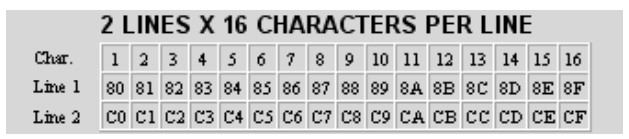 2 LINES X 16 CHARACTERS PER LINE
Char. 1 2 3 4 5 6 7 8 9 10 11 12 13 14 15 16
Line 1 80 81 82 83 84 85 86 87 88 89 8A 8B 8C 8D 8E 8F
Line 2 C0 C1 C2 C3 C4 C5 C6 C7 C8 C9 CA CB CC CD CE CF